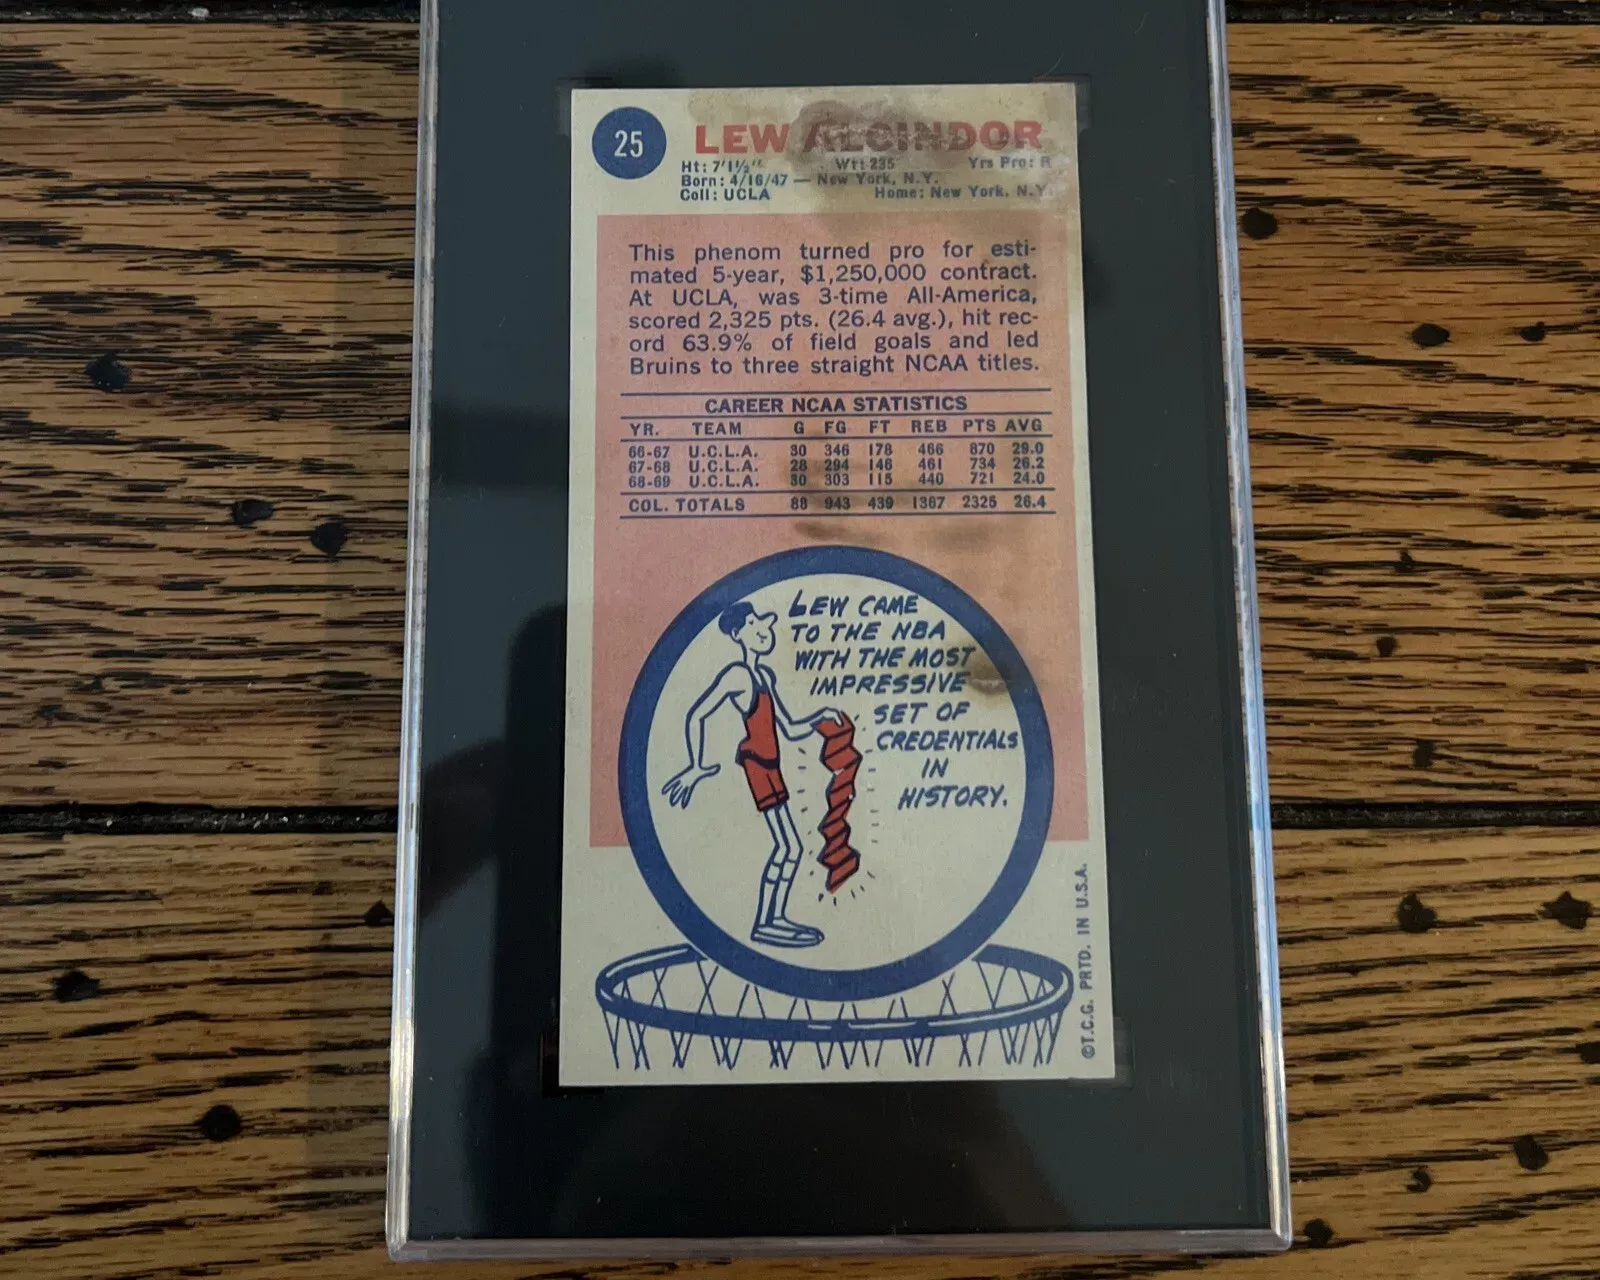 25
LEW ALCINDOR
Ht: 7'1½" Wt: 235 Yrs Pro: R
Born: 4/16/47 — New York, N.Y.
Coll: UCLA Home: New York, N.Y.
This phenom turned pro for esti-
mated 5-year, $1,250,000 contract.
At UCLA, was 3-time All-America,
scored 2,325 pts. (26.4 avg.), hit rec-
ord 63.9% of field goals and led
Bruins to three straight NCAA titles.
CAREER NCAA STATISTICS
YR. TEAM G FG FT REB PTS AVG
66-67 U.C.L.A. 30 346 178 466 870 29.0
67-68 U.C.L.A. 28 294 146 461 734 26.2
68-69 U.C.L.A. 30 303 115 440 721 24.0
COL. TOTALS 88 943 439 1367 2325 26.4
LEW CAME
TO THE NBA
WITH THE MOST
IMPRESSIVE
SET OF
CREDENTIALS
IN
HISTORY.
©T.C.G. PRTD. IN U.S.A.